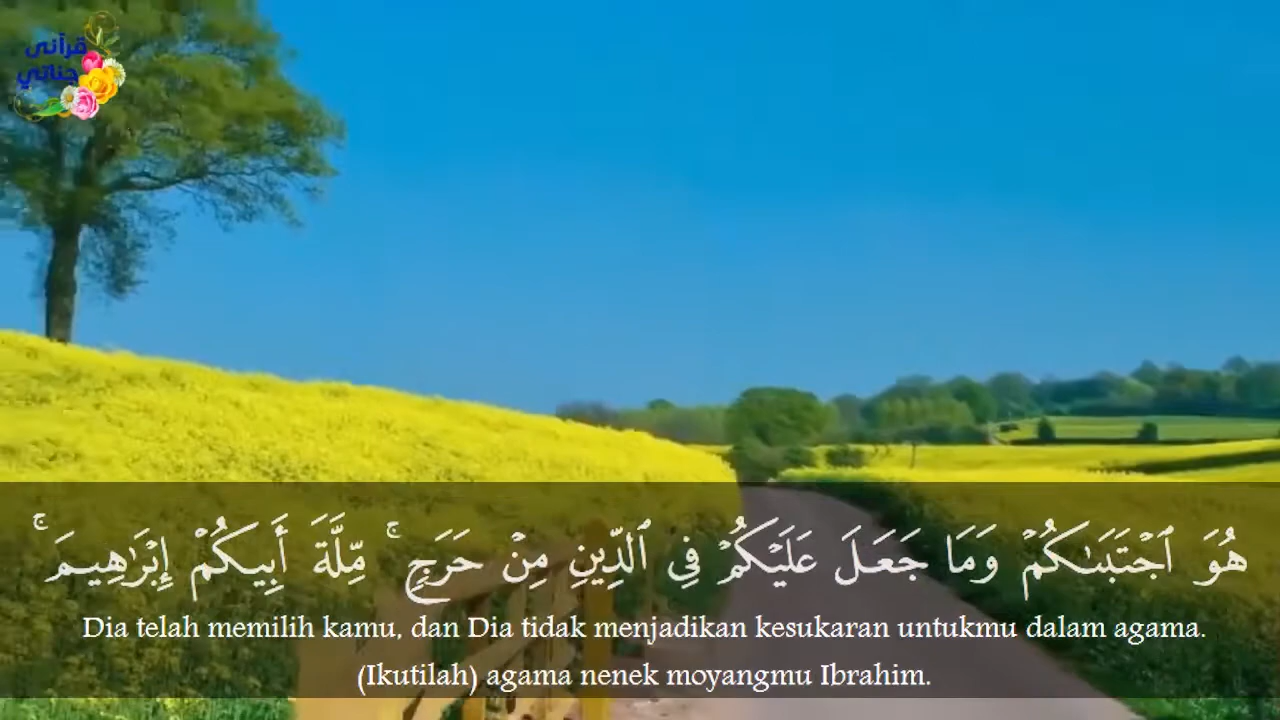 قرآنی
جناتي
هُوَ ٱجْتَبَىٰكُمْ وَمَا جَعَلَ عَلَيْكُمْ فِي ٱلدِّينِ مِنْ حَرَجٍ ۚ مِّلَّةَ أَبِيكُمْ إِبْرَٰهِيمَ ۚ
Dia telah memilih kamu, dan Dia tidak menjadikan kesukaran untukmu dalam agama.
(Ikutilah) agama nenek moyangmu Ibrahim.